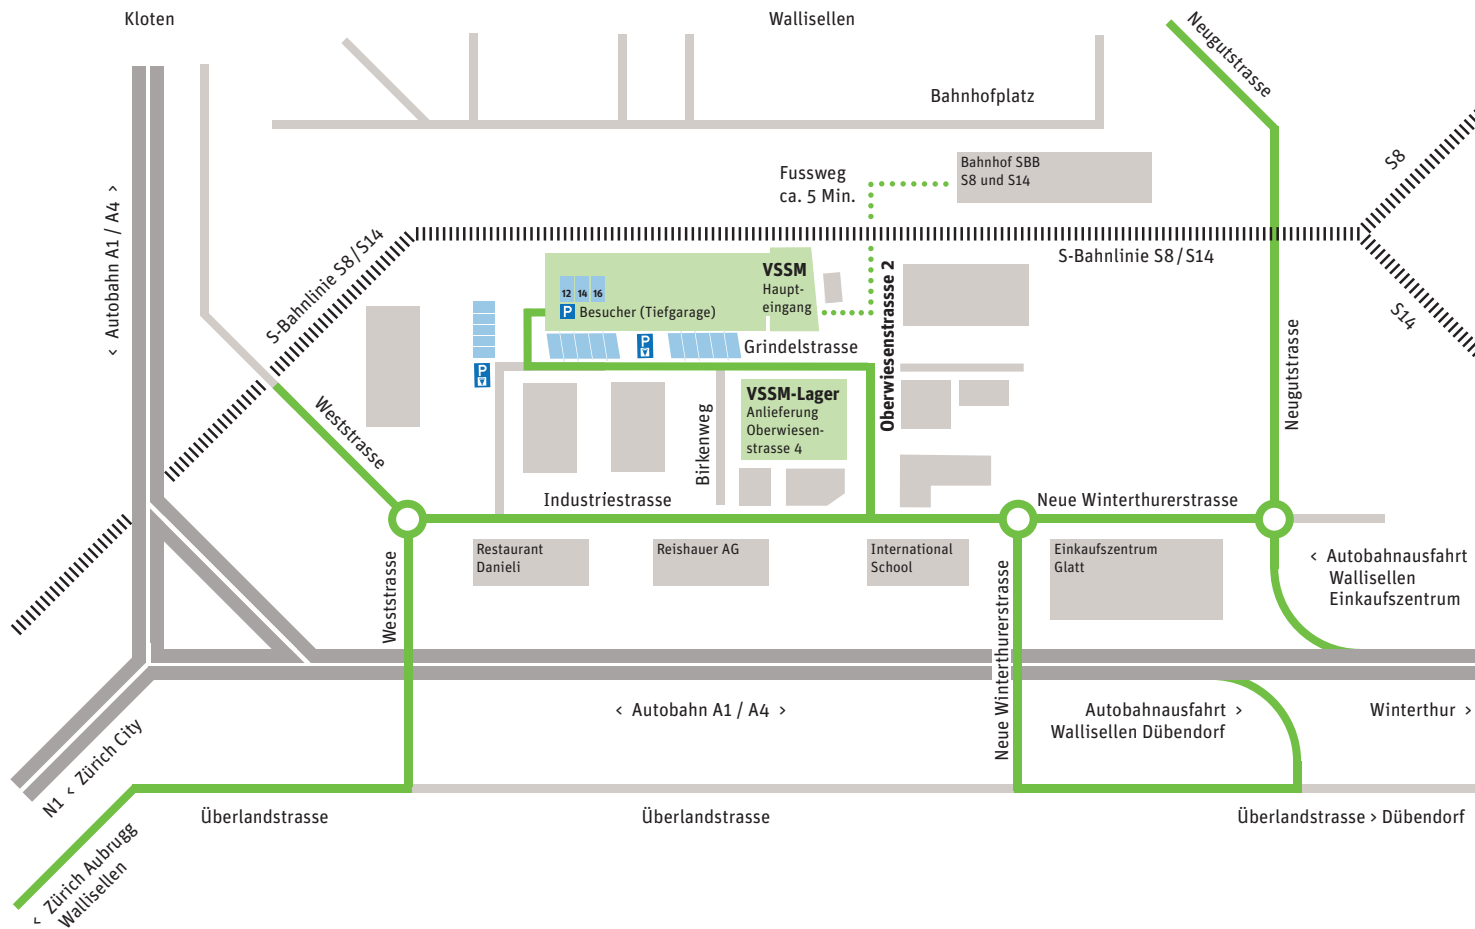 Kloten
Wallisellen
Neugutstrasse
Bahnhofplatz
Bahnhof SBB
S8 und S14
S8
Fussweg
ca. 5 Min.
< Autobahn A1 / A4 >
S-Bahnlinie S8/S14
S-Bahnlinie S8/S14
S14
VSSM
Haupt-
eingang
12 14 16
P Besucher (Tiefgarage)
Oberwiesenstrassse 2
P
Grindelstrasse
P
Neugutstrasse
VSSM-Lager
Anlieferung
Oberwiesen-
strasse 4
Weststrasse
Birkenweg
Industriestrasse
Neue Winterthurerstrasse
Restaurant
Danieli
Reishauer AG
International
School
Einkaufszentrum
Glatt
< Autobahnausfahrt
Wallisellen
Einkaufszentrum
Weststrasse
Neue Winterthurerstrasse
< Autobahn A1 / A4 >
Autobahnausfahrt >
Wallisellen Dübendorf
Winterthur >
N1 < Zürich City
Überlandstrasse
Überlandstrasse
Überlandstrasse > Dübendorf
< Zürich Aubrugg
Wallisellen